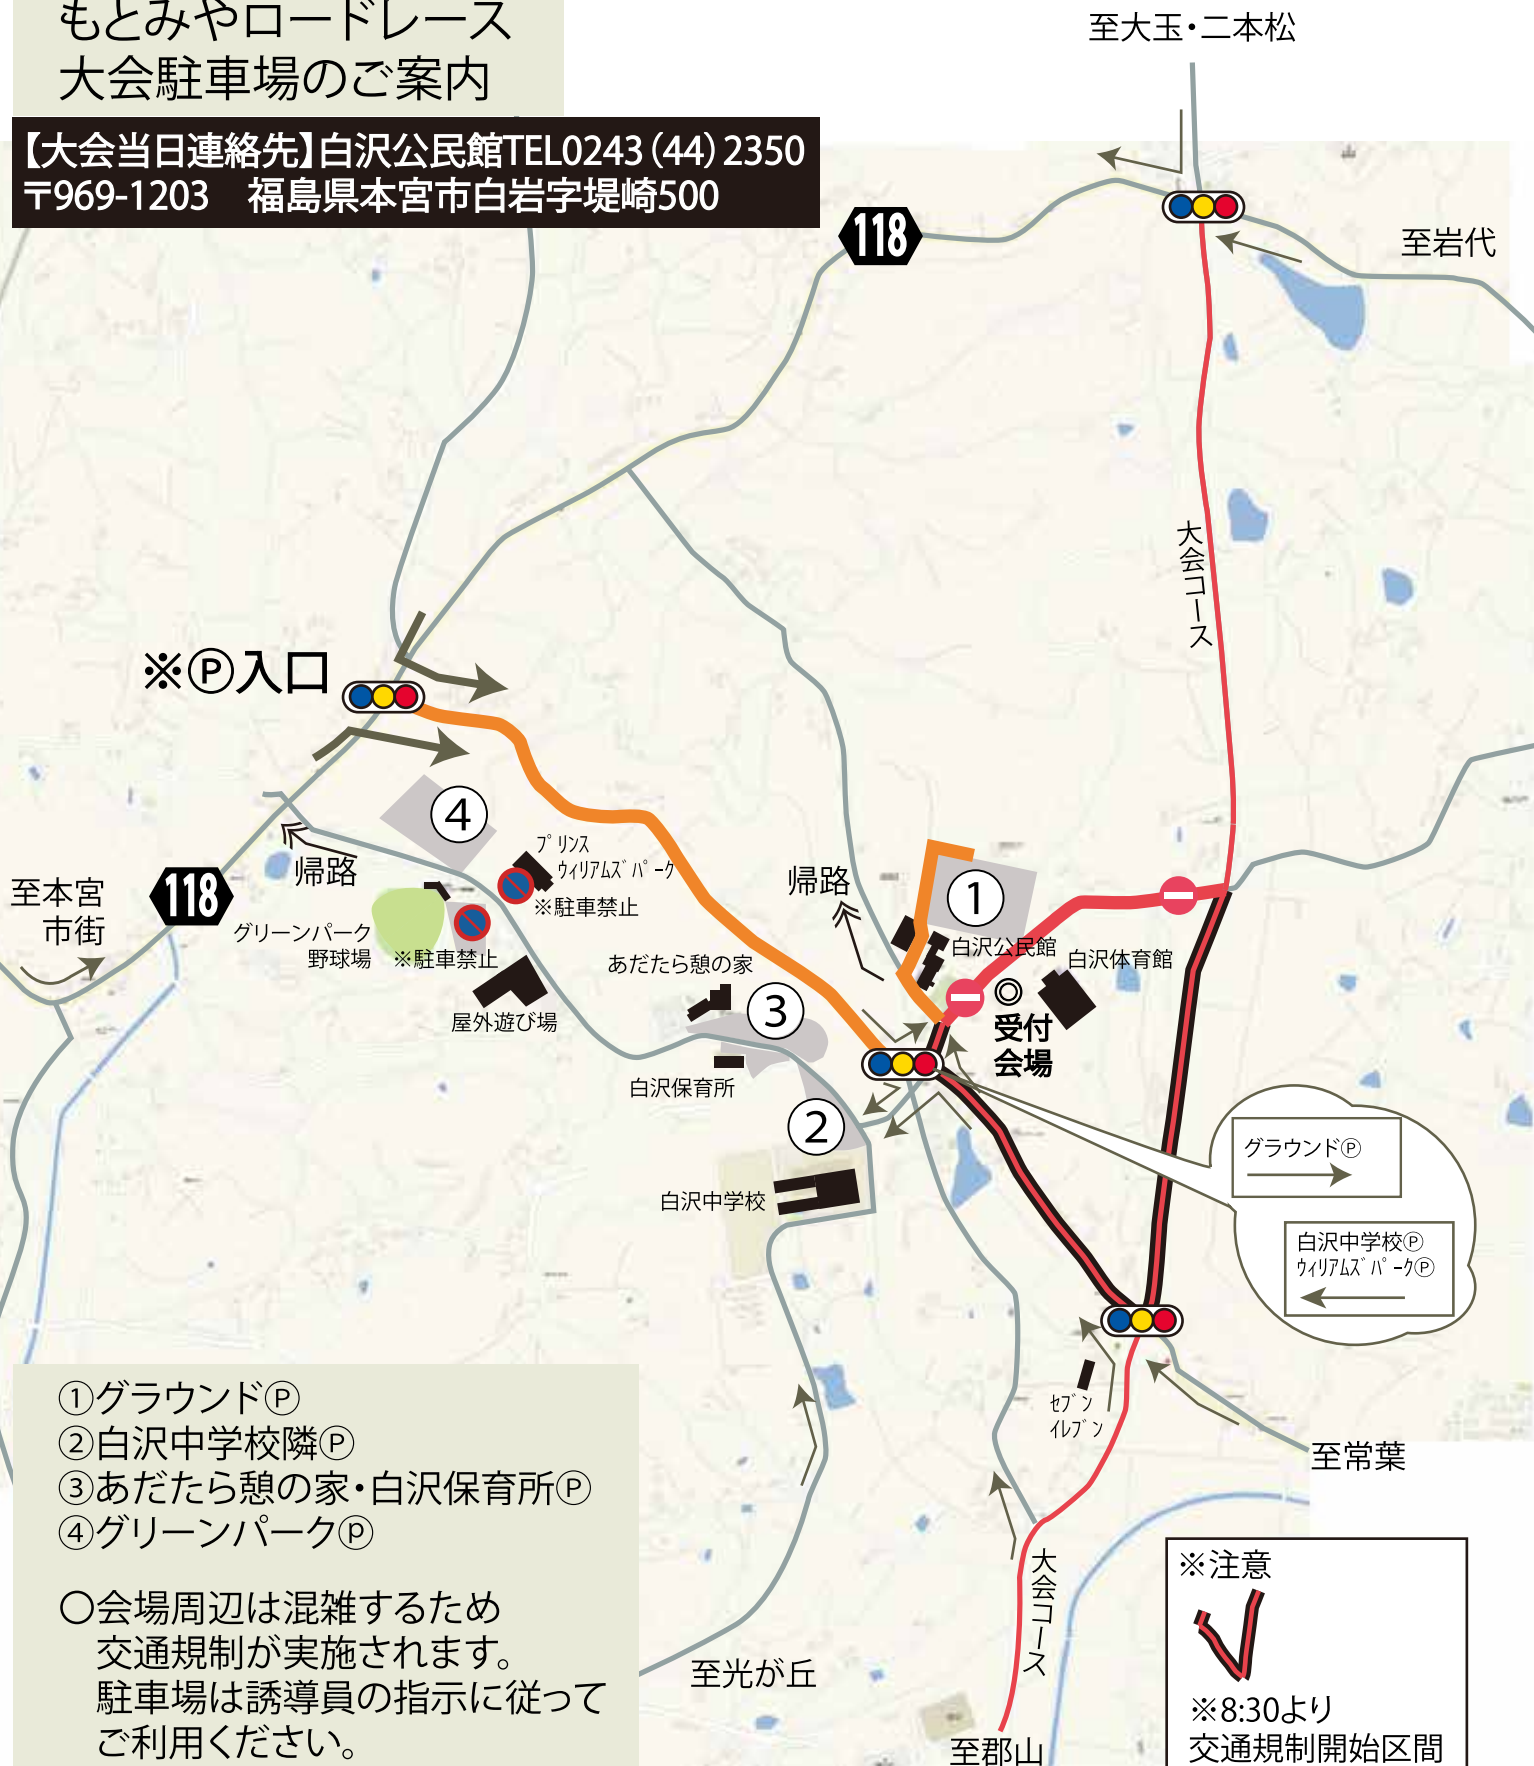 もとみやロードレース
大会駐車場のご案内
【大会当日連絡先】白沢公民館TEL0243(44)2350
〒969-1203　福島県本宮市白岩字堤崎500
至大玉・二本松
118
至岩代
大会コース
※Ⓟ入口
④
プリンス
ウィリアムズパーク
※駐車禁止
帰路
118
至本宮
市街
グリーンパーク
野球場
※駐車禁止
屋外遊び場
あだたら憩の家
③
白沢保育所
②
白沢中学校
帰路
①
白沢公民館
白沢体育館
◎
受付
会場
グラウンドⓅ
白沢中学校Ⓟ
ウィリアムズパークⓅ
セブン
イレブン
至常葉
大会コース
至光が丘
至郡山
①グラウンドⓅ
②白沢中学校隣Ⓟ
③あだたら憩の家・白沢保育所Ⓟ
④グリーンパークⓟ
〇会場周辺は混雑するため
交通規制が実施されます。
駐車場は誘導員の指示に従って
ご利用ください。
※注意
※8:30より
交通規制開始区間